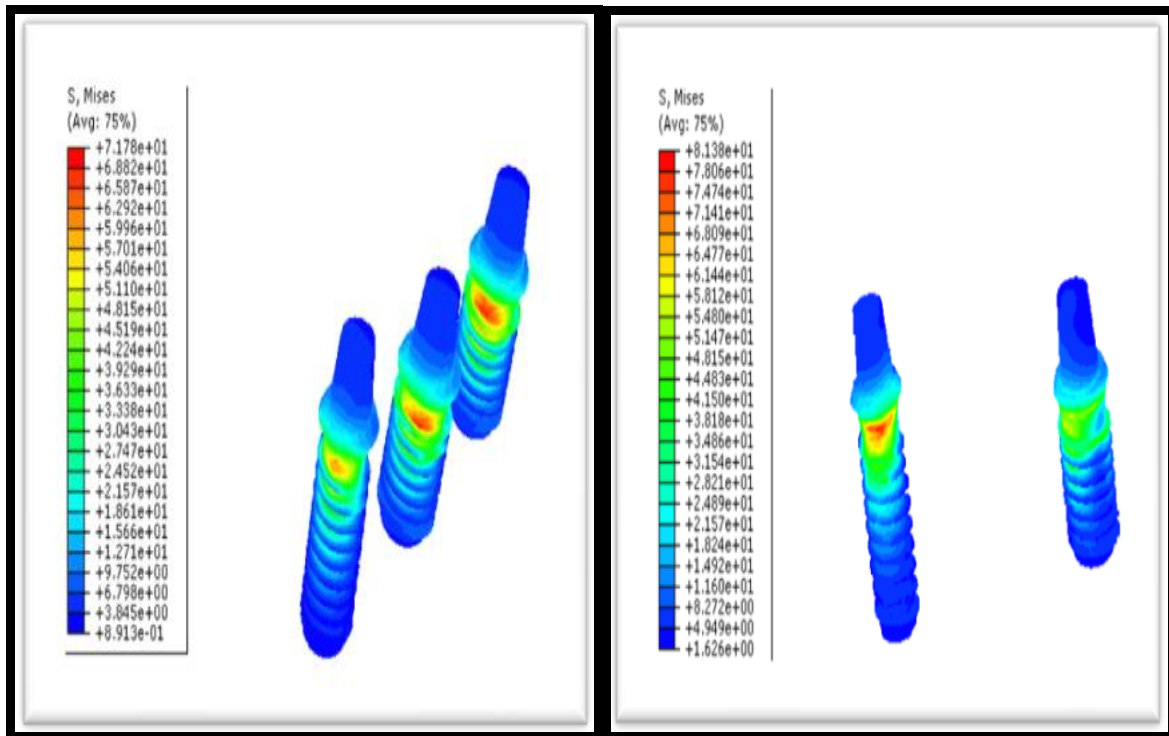 S, Mises
(Avg: 75%)
+7.178e+01
+6.882e+01
+6.587e+01
+6.292e+01
+5.996e+01
+5.701e+01
+5.406e+01
+5.110e+01
+4.815e+01
+4.519e+01
+4.224e+01
+3.929e+01
+3.633e+01
+3.338e+01
+3.043e+01
+2.747e+01
+2.452e+01
+2.157e+01
+1.861e+01
+1.566e+01
+1.271e+01
+9.752e+00
+6.798e+00
+3.845e+00
+8.913e-01
S, Mises
(Avg: 75%)
+8.138e+01
+7.806e+01
+7.474e+01
+7.141e+01
+6.809e+01
+6.477e+01
+6.144e+01
+5.812e+01
+5.480e+01
+5.147e+01
+4.815e+01
+4.483e+01
+4.150e+01
+3.818e+01
+3.486e+01
+3.154e+01
+2.821e+01
+2.489e+01
+2.157e+01
+1.824e+01
+1.492e+01
+1.160e+01
+8.272e+00
+4.949e+00
+1.626e+00